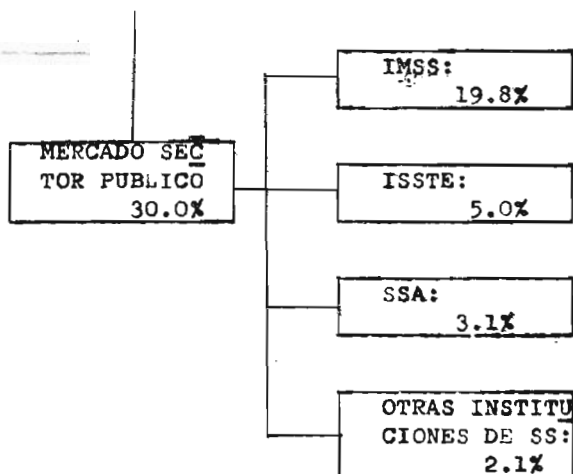 IMSS:
19.8%
MERCADO SEC
TOR PUBLICO
30.0%
ISSTE:
5.0%
SSA:
3.1%
OTRAS INSTITU
CIONES DE SS:
2.1%